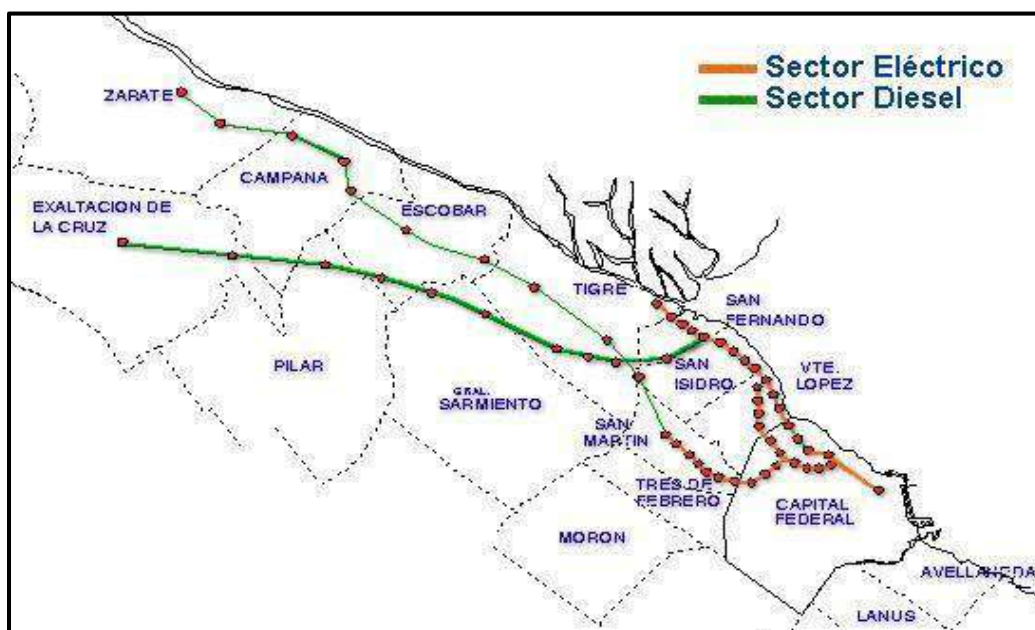 Sector Eléctrico
Sector Diesel
ZARATE
CAMPANA
EXALTACION DE
LA CRUZ
ESCOBAR
TIGRE
SAN
FERNANDO
PILAR
SAN
ISIDRO
VTE.
LOPEZ
GRAL.
SARMIENTO
SAN
MARTIN
TRES DE
FEBRERO
CAPITAL
FEDERAL
MORON
AVELLANEDA
LANUS